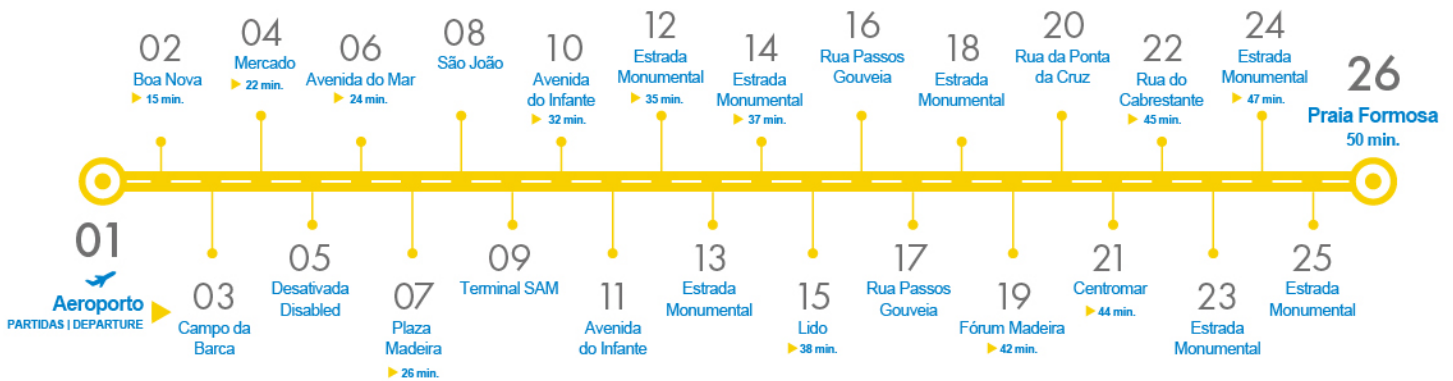 01
Aeroporto
PARTIDAS | DEPARTURE
02
Boa Nova
15 min.
03
Campo da
Barca
04
Mercado
22 min.
05
Desativada
Disabled
06
Avenida do Mar
24 min.
07
Plaza
Madeira
26 min.
08
São João
09
Terminal SAM
10
Avenida
do Infante
32 min.
11
Avenida
do Infante
12
Estrada
Monumental
35 min.
13
Estrada
Monumental
14
Estrada
Monumental
37 min.
15
Lido
38 min.
16
Rua Passos
Gouveia
17
Rua Passos
Gouveia
18
Estrada
Monumental
19
Fórum Madeira
42 min.
20
Rua da Ponta
da Cruz
21
Centromar
44 min.
22
Rua do
Cabrestante
45 min.
23
Estrada
Monumental
24
Estrada
Monumental
47 min.
25
Estrada
Monumental
26
Praia Formosa
50 min.